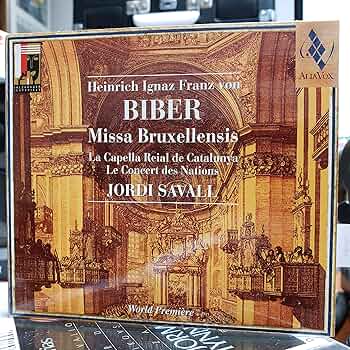 ALIAVOX
Heinrich Ignaz Franz von
BIBER
Missa Bruxellensis
La Capella Reial de Catalunya
Le Concert des Nations
JORDI SAVALL
World Première